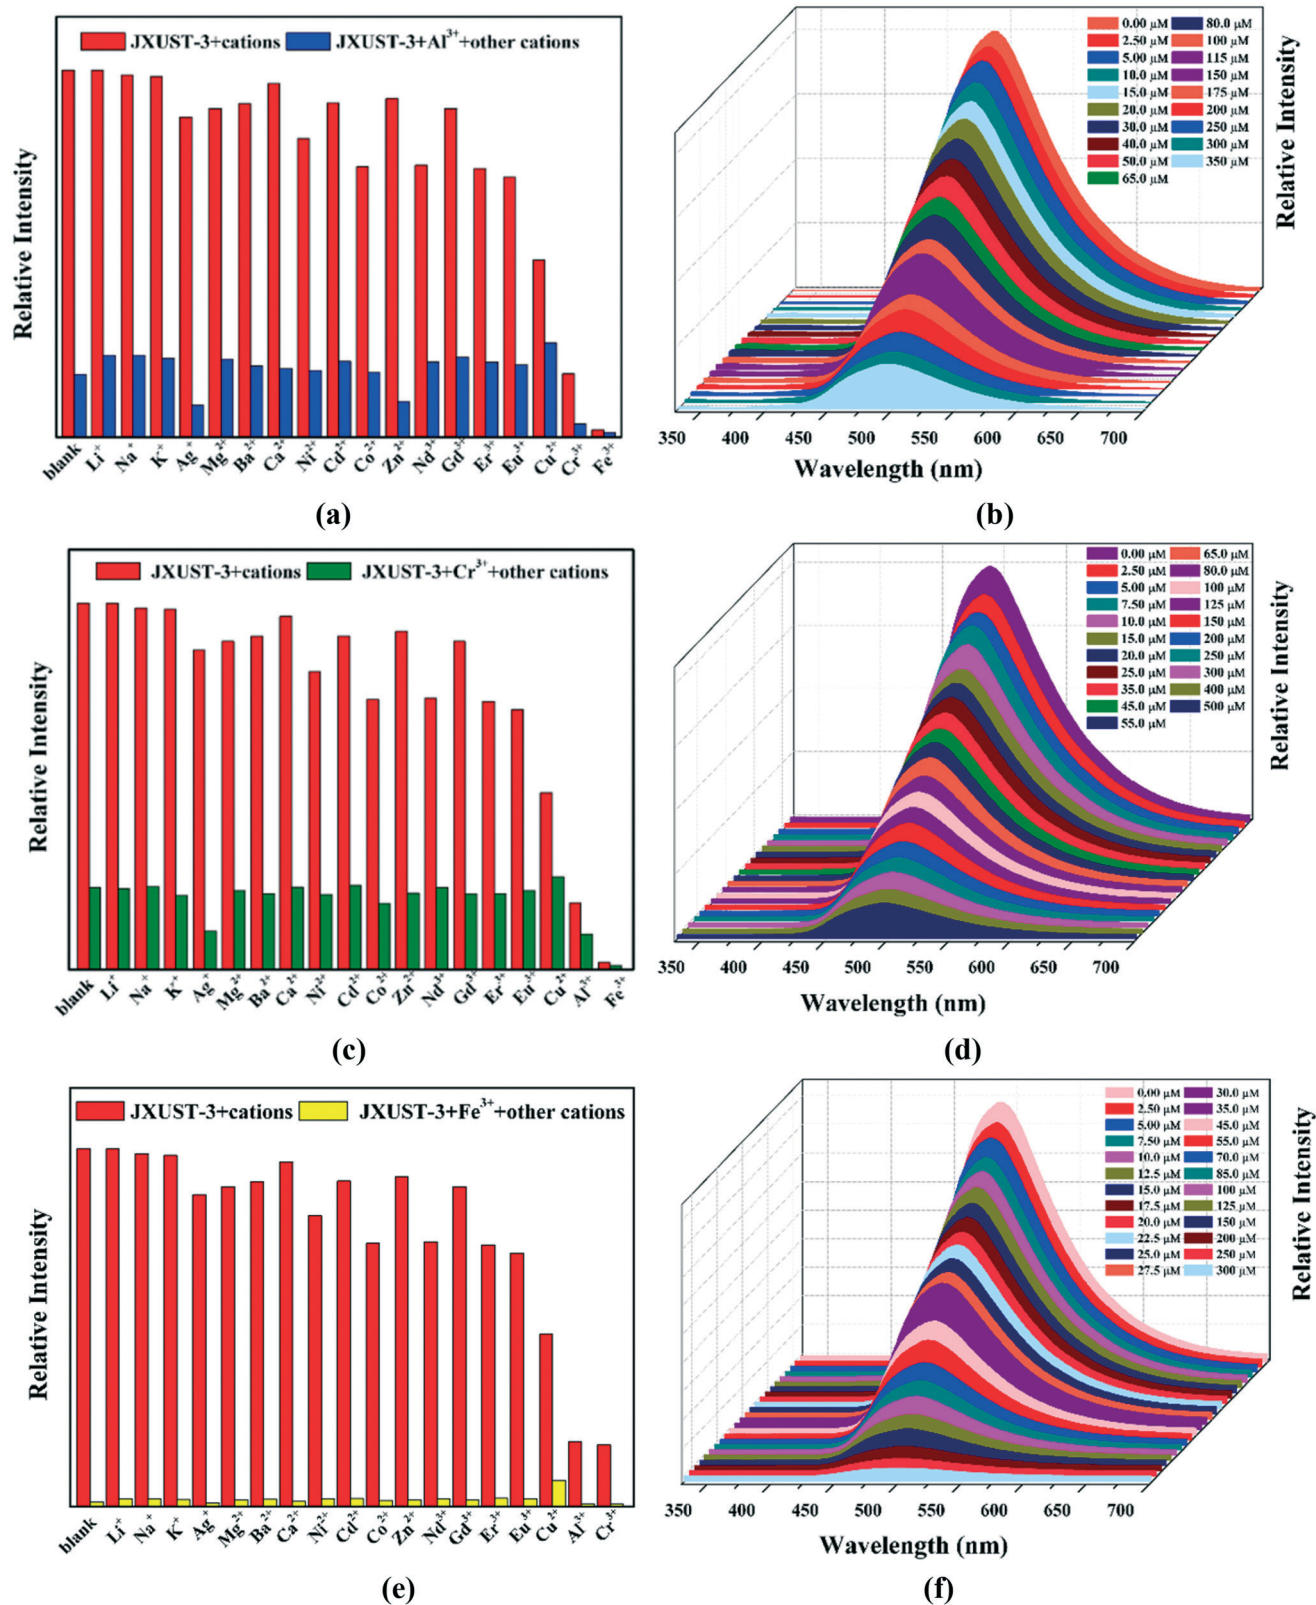 JXUST-3+cations JXUST-3+Al³⁺+other cations
Relative Intensity
blank Li⁺ Na⁺ K⁺ Ag⁺ Mg²⁺ Ba²⁺ Ca²⁺ Ni²⁺ Cd²⁺ Co²⁺ Zn²⁺ Nd³⁺ Gd³⁺ Er³⁺ Eu³⁺ Cu²⁺ Cr³⁺ Fe³⁺
(a)
0.00 µM 80.0 µM
2.50 µM 100 µM
5.00 µM 115 µM
10.0 µM 150 µM
15.0 µM 175 µM
20.0 µM 200 µM
30.0 µM 250 µM
40.0 µM 300 µM
50.0 µM 350 µM
65.0 µM
Relative Intensity
350 400 450 500 550 600 650 700
Wavelength (nm)
(b)
JXUST-3+cations JXUST-3+Cr³⁺+other cations
Relative Intensity
blank Li⁺ Na⁺ K⁺ Ag⁺ Mg²⁺ Ba²⁺ Ca²⁺ Ni²⁺ Cd²⁺ Co²⁺ Zn²⁺ Nd³⁺ Gd³⁺ Er³⁺ Eu³⁺ Cu²⁺ Al³⁺ Fe³⁺
(c)
0.00 µM 65.0 µM
2.50 µM 80.0 µM
5.00 µM 100 µM
7.50 µM 125 µM
10.0 µM 150 µM
15.0 µM 200 µM
20.0 µM 250 µM
25.0 µM 300 µM
35.0 µM 400 µM
45.0 µM 500 µM
55.0 µM
Relative Intensity
350 400 450 500 550 600 650 700
Wavelength (nm)
(d)
JXUST-3+cations JXUST-3+Fe³⁺+other cations
Relative Intensity
blank Li⁺ Na⁺ K⁺ Ag⁺ Mg²⁺ Ba²⁺ Ca²⁺ Ni²⁺ Cd²⁺ Co²⁺ Zn²⁺ Nd³⁺ Gd³⁺ Er³⁺ Eu³⁺ Cu²⁺ Al³⁺ Cr³⁺
(e)
0.00 µM 30.0 µM
2.50 µM 35.0 µM
5.00 µM 45.0 µM
7.50 µM 55.0 µM
10.0 µM 70.0 µM
12.5 µM 85.0 µM
15.0 µM 100 µM
17.5 µM 125 µM
20.0 µM 150 µM
22.5 µM 200 µM
25.0 µM 250 µM
27.5 µM 300 µM
Relative Intensity
350 400 450 500 550 600 650 700
Wavelength (nm)
(f)